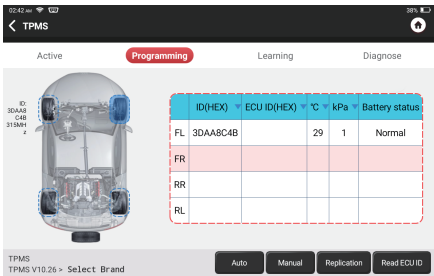 02:42 AM
38%
TPMS
Active Programming Learning Diagnose
ID:
3DAA8
C4B
315MH
z
ID(HEX) ECU ID(HEX) °C kPa Battery status
FL 3DAA8C4B 29 1 Normal
FR
RR
RL
TPMS
TPMS V10.26 > Select Brand
Auto Manual Replication Read ECU ID